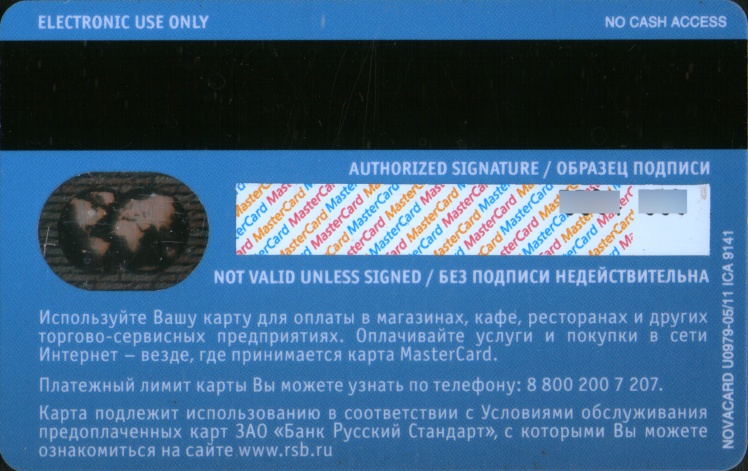 ELECTRONIC USE ONLY
NO CASH ACCESS
AUTHORIZED SIGNATURE / ОБРАЗЕЦ ПОДПИСИ
NOT VALID UNLESS SIGNED / БЕЗ ПОДПИСИ НЕДЕЙСТВИТЕЛЬНА
Используйте Вашу карту для оплаты в магазинах, кафе, ресторанах и других
торгово-сервисных предприятиях. Оплачивайте услуги и покупки в сети
Интернет – везде, где принимается карта MasterCard.
Платежный лимит карты Вы можете узнать по телефону: 8 800 200 7 207.
Карта подлежит использованию в соответствии с Условиями обслуживания
предоплаченных карт ЗАО «Банк Русский Стандарт», с которыми Вы можете
ознакомиться на сайте www.rsb.ru
NOVACARD U0979-05/11 ICA 9141